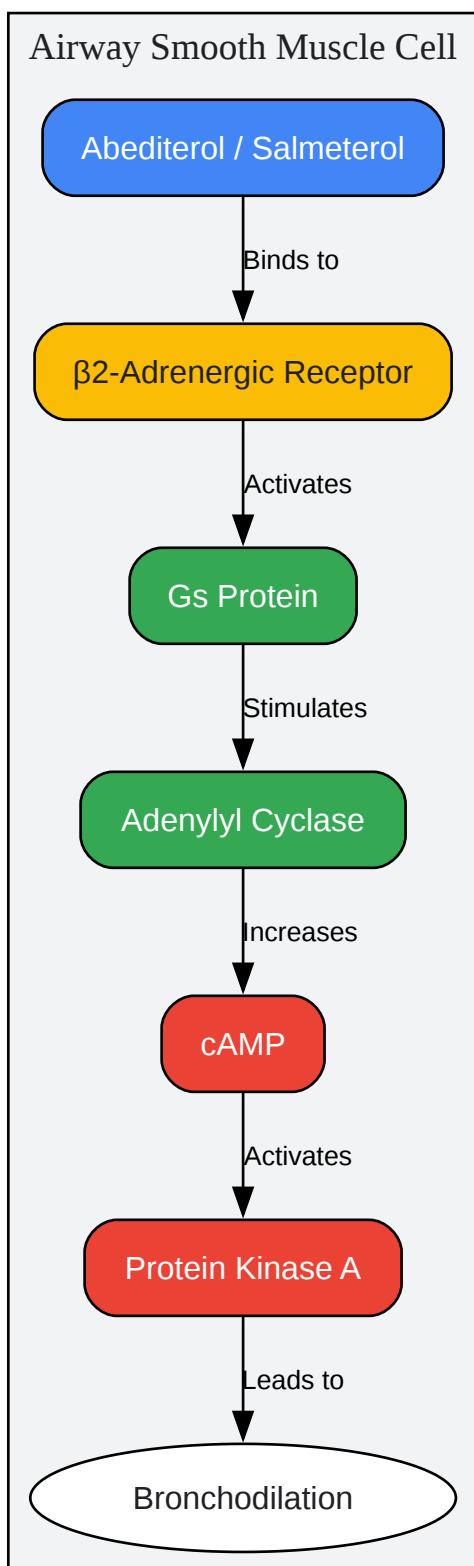 Airway Smooth Muscle Cell
Abediterol / Salmeterol
Binds to
β2-Adrenergic Receptor
Activates
Gs Protein
Stimulates
Adenylyl Cyclase
Increases
cAMP
Activates
Protein Kinase A
Leads to
Bronchodilation